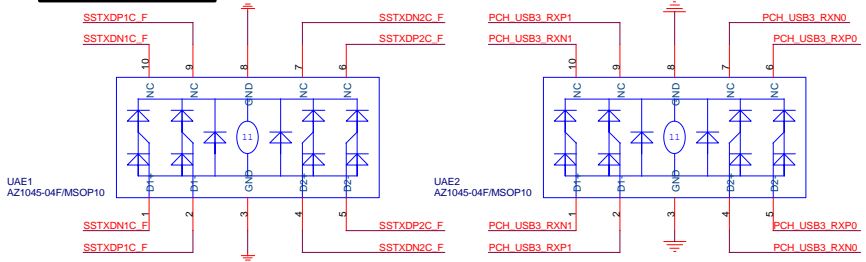 SSTXDP1C_F SSTXDN2C_F PCH_USB3_RXP1 PCH_USB3_RXN0
SSTXDN1C_F SSTXDP2C_F PCH_USB3_RXN1 PCH_USB3_RXP0
10 9 8 7 6 10 9 8 7 6
NC NC GND NC NC NC NC GND NC NC
11 11
UAE1 UAE2
AZ1045-04F/MSOP10 AZ1045-04F/MSOP10
D1+ D1- GND D2+ D2- D1+ D1- GND D2+ D2-
1 2 3 4 5 1 2 3 4 5
SSTXDN1C_F SSTXDP2C_F PCH_USB3_RXN1 PCH_USB3_RXP0
SSTXDP1C_F SSTXDN2C_F PCH_USB3_RXP1 PCH_USB3_RXN0